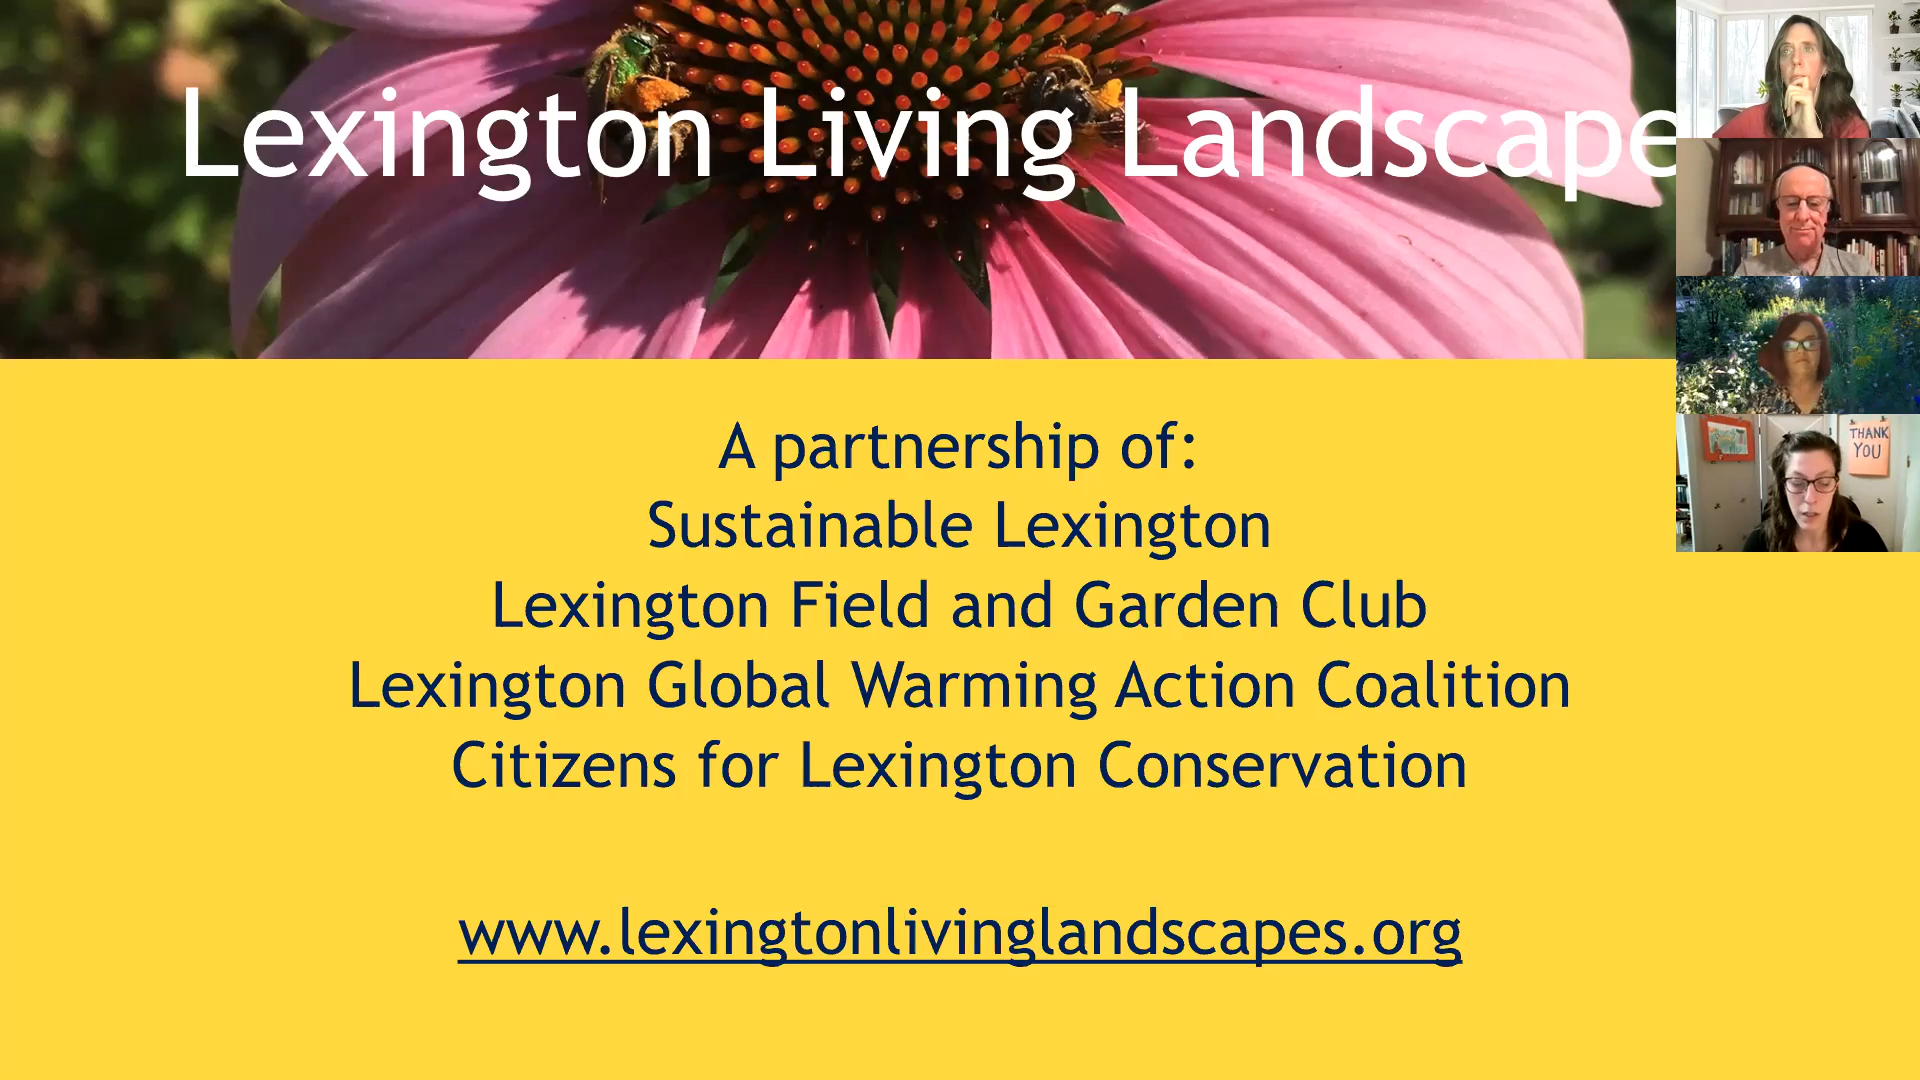 Lexington Living Landscape
A partnership of:
Sustainable Lexington
Lexington Field and Garden Club
Lexington Global Warming Action Coalition
Citizens for Lexington Conservation
www.lexingtonlivinglandscapes.org
THANK
YOU